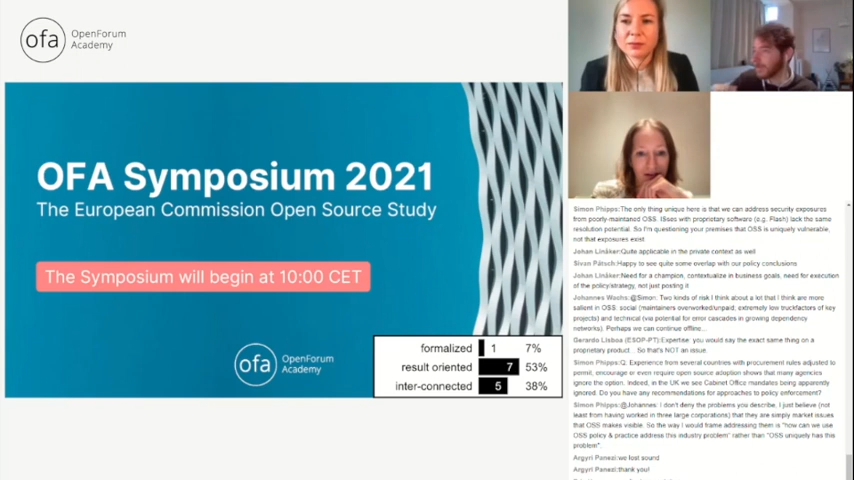 ofa
OpenForum
Academy
OFA Symposium 2021
The European Commission Open Source Study
The Symposium will begin at 10:00 CET
ofa
OpenForum
Academy
formalized 1 7%
result oriented 7 53%
inter-connected 5 38%
Simon Phipps:The only thing unique here is that we can address security exposures
from poorly-maintaned OSS. ISses with proprietary software (e.g. Flash) lack the same
resolution potential. So I'm questioning your premises that OSS is uniquely vulnerable,
not that exposures exist
Johan Linåker:Quite applicable in the private context as well
Sivan Pätsch:Happy to see quite some overlap with our policy conclusions
Johan Linåker:Need for a champion, contextualize in business goals, need for execution
of the policy/strategy, not just posting it
Johannes Wachs:@Simon: Two kinds of risk I think about a lot that I think are more
salient in OSS: social (maintainers overworked/unpaid; extremely low truckfactors of key
projects) and technical (via potential for error cascades in growing dependency
networks). Perhaps we can continue offline...
Gerardo Lisboa (ESOP-PT):Expertise: you would say the exact same thing on a
proprietary product... So that's NOT an issue.
Simon Phipps:Q. Experience from several countries with procurement rules adjusted to
permit, encourage or even require open source adoption shows that many agencies
ignore the option. Indeed, in the UK we see Cabinet Office mandates being apparently
ignored. Do you have any recommendations for approaches to policy enforcement?
Simon Phipps:@Johannes: I don't deny the problems you describe, I just believe (not
least from having worked in three large corporations) that they are simply market issues
that OSS makes visible. So the way I would frame addressing them is "how can we use
OSS policy & practice address this industry problem" rather than "OSS uniquely has this
problem".
Argyri Panezi:we lost sound
Argyri Panezi:thank you!